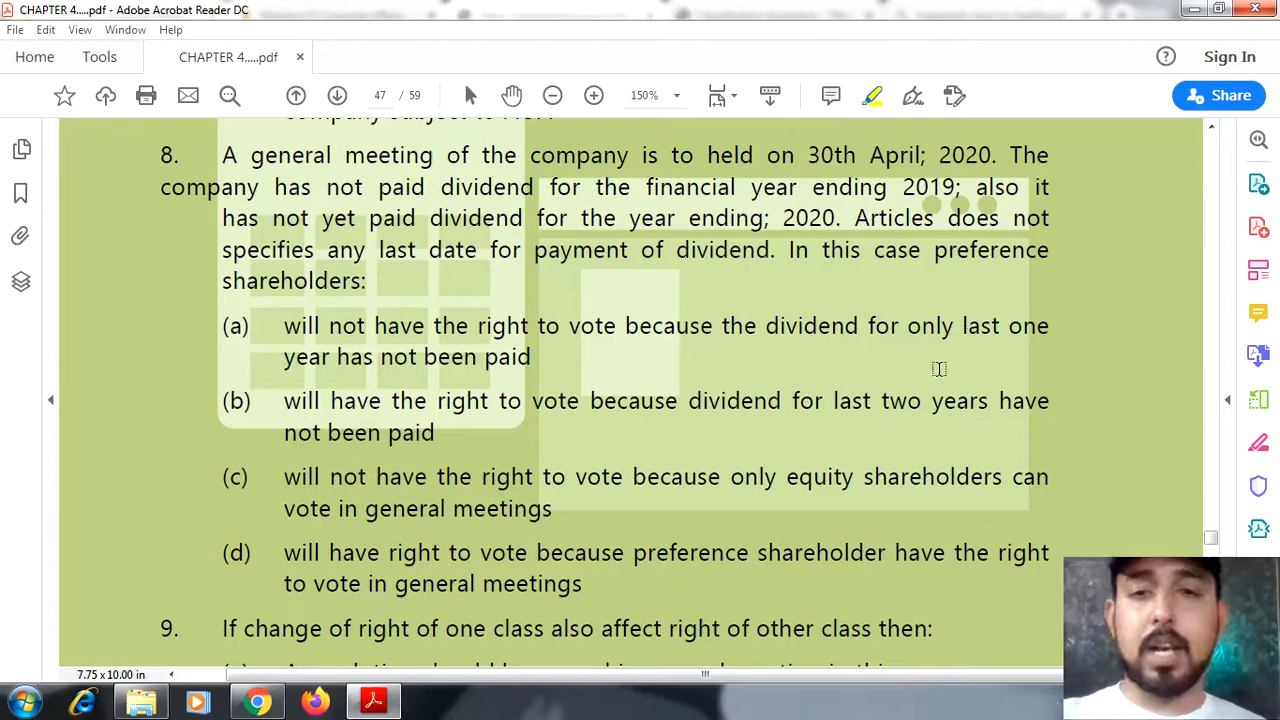 CHAPTER 4.....pdf - Adobe Acrobat Reader DC
File Edit View Window Help
Home Tools CHAPTER 4.....pdf × Sign In
47 / 59 150% Share
8. A general meeting of the company is to held on 30th April; 2020. The
company has not paid dividend for the financial year ending 2019; also it
has not yet paid dividend for the year ending; 2020. Articles does not
specifies any last date for payment of dividend. In this case preference
shareholders:
(a) will not have the right to vote because the dividend for only last one
year has not been paid
(b) will have the right to vote because dividend for last two years have
not been paid
(c) will not have the right to vote because only equity shareholders can
vote in general meetings
(d) will have right to vote because preference shareholder have the right
to vote in general meetings
9. If change of right of one class also affect right of other class then:
7.75 x 10.00 in